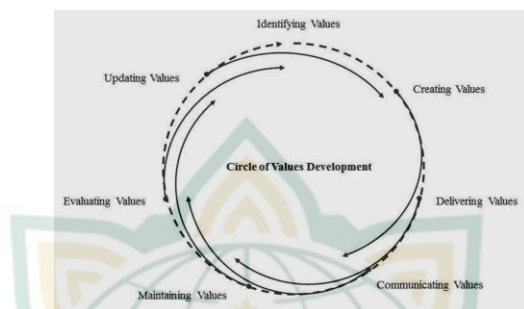 Identifying Values
Updating Values
Creating Values
Circle of Values Development
Evaluating Values
Delivering Values
Communicating Values
Maintaining Values